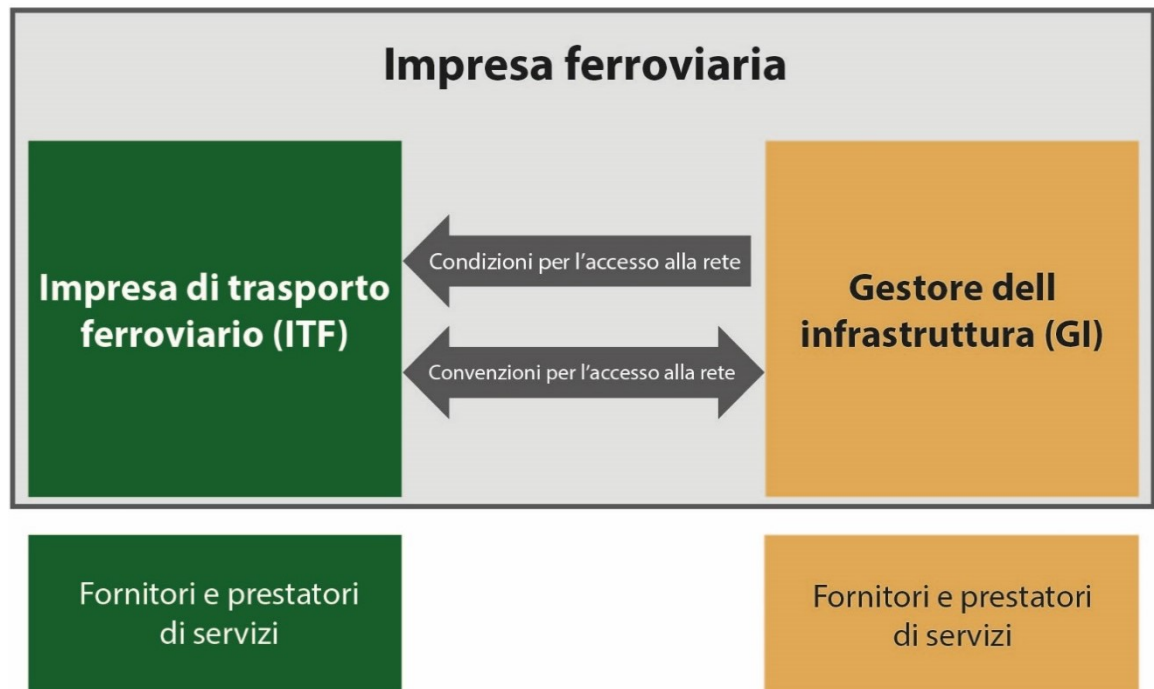 Impresa ferroviaria
Impresa di trasporto
ferroviario (ITF)
Condizioni per l'accesso alla rete
Convenzioni per l'accesso alla rete
Gestore dell
infrastruttura (GI)
Fornitori e prestatori
di servizi
Fornitori e prestatori
di servizi